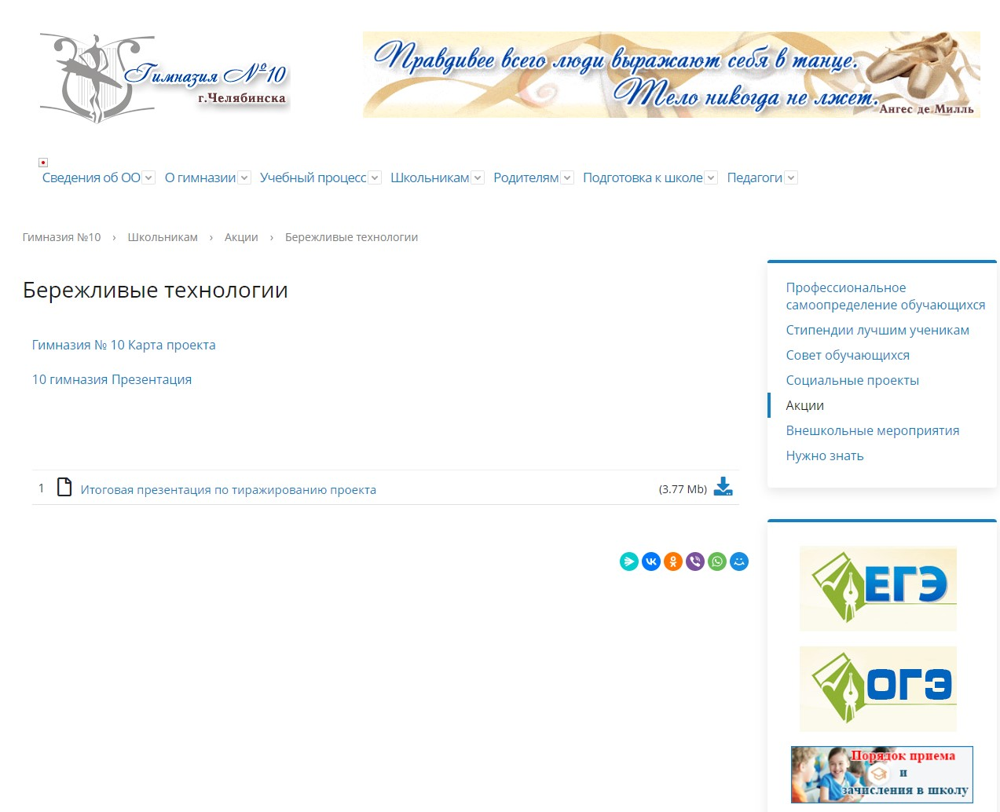 Гимназия №10
г.Челябинска
Правдивее всего люди выражают себя в танце.
Тело никогда не лжет.
Ангес де Милль
Сведения об ОО О гимназии Учебный процесс Школьникам Родителям Подготовка к школе Педагоги
Гимназия №10 › Школьникам › Акции › Бережливые технологии
Бережливые технологии
Гимназия № 10 Карта проекта
10 гимназия Презентация
1 Итоговая презентация по тиражированию проекта (3.77 Mb)
Профессиональное
самоопределение обучающихся
Стипендии лучшим ученикам
Совет обучающихся
Социальные проекты
Акции
Внешкольные мероприятия
Нужно знать
ЕГЭ
ОГЭ
Порядок приема
и
зачисления в школу